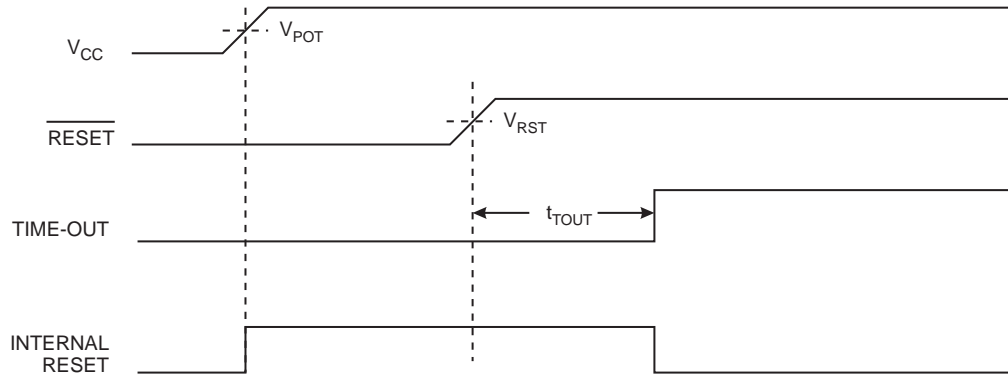 V_CC
V_POT
RESET
V_RST
TIME-OUT
t_TOUT
INTERNAL
RESET